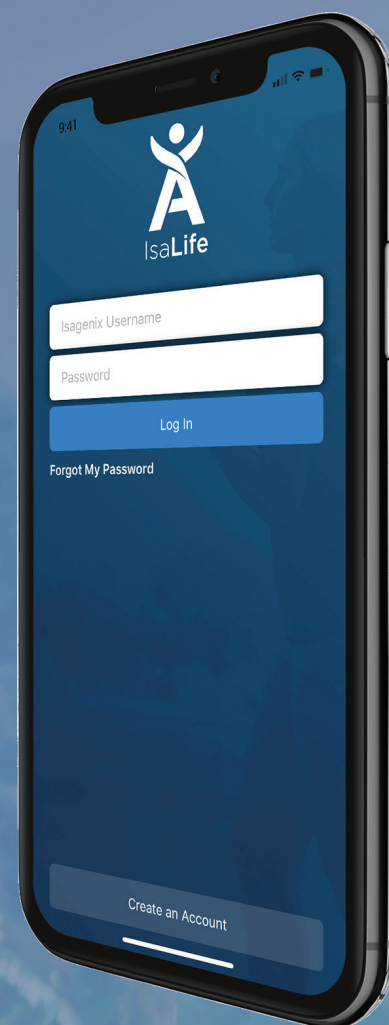 9:41
IsaLife
Isagenix Username
Password
Log In
Forgot My Password
Create an Account